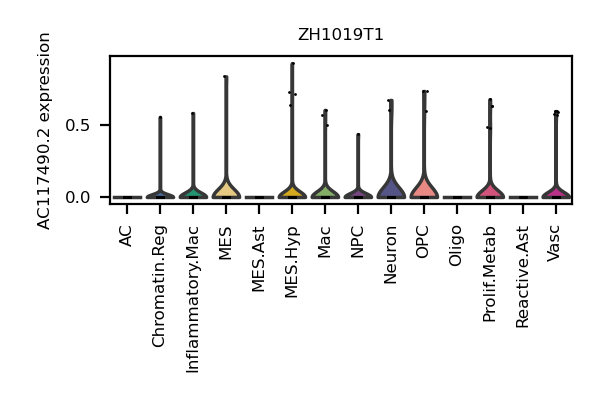 ZH1019T1
AC117490.2 expression
0.5
0.0
AC
Chromatin.Reg
Inflammatory.Mac
MES
MES.Ast
MES.Hyp
Mac
NPC
Neuron
OPC
Oligo
Prolif.Metab
Reactive.Ast
Vasc